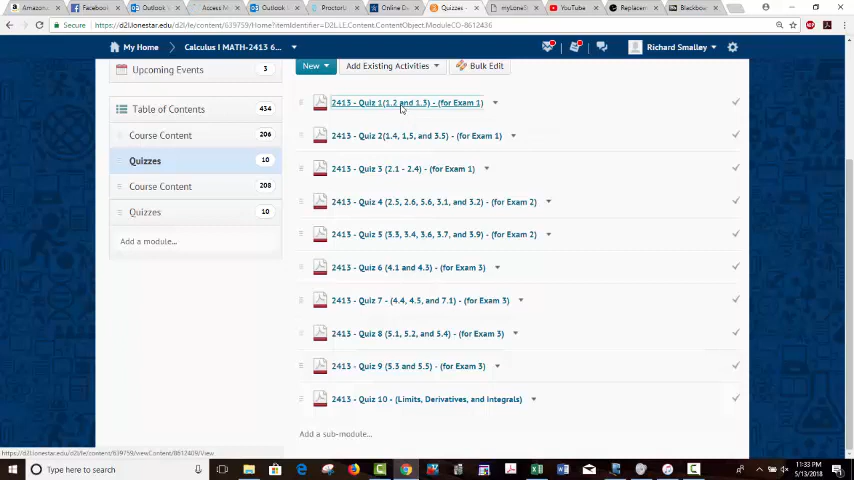 Amazon.
Facebook
Outlook
Outlook V
Access N
Outlook
ProctorU
Online De
Quizzes -
myLoneS
YouTube
Replacen
Blackboa
https://d2l.lonestar.edu/d2l/le/content/639759/Home?itemIdentifier=D2L.LE.Content.ContentObject.ModuleCO-8612436
My Home
Calculus I MATH-2413 6...
Richard Smalley
Upcoming Events 3
Table of Contents 434
Course Content 206
Quizzes 10
Course Content 208
Quizzes 10
Add a module...
New
Add Existing Activities
Bulk Edit
2413 - Quiz 1(1.2 and 1.3) - (for Exam 1)
2413 - Quiz 2(1.4, 1,5, and 3.5) - (for Exam 1)
2413 - Quiz 3 (2.1 - 2.4) - (for Exam 1)
2413 - Quiz 4 (2.5, 2.6, 5.6, 3.1, and 3.2) - (for Exam 2)
2413 - Quiz 5 (3.3, 3.4, 3.6, 3.7, and 3.9) - (for Exam 2)
2413 - Quiz 6 (4.1 and 4.3) - (for Exam 3)
2413 - Quiz 7 - (4.4, 4.5, and 7.1) - (for Exam 3)
2413 - Quiz 8 (5.1, 5.2, and 5.4) - (for Exam 3)
2413 - Quiz 9 (5.3 and 5.5) - (for Exam 3)
2413 - Quiz 10 - (Limits, Derivatives, and Integrals)
Add a sub-module...
https://d2l.lonestar.edu/d2l/le/content/639759/viewContent/8612409/View
Type here to search
11:33 PM
5/13/2018